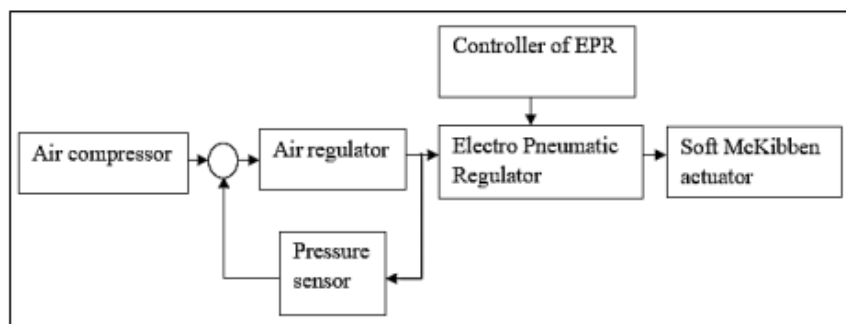 Controller of EPR
Air compressor
Air regulator
Electro Pneumatic
Regulator
Soft McKibben
actuator
Pressure
sensor